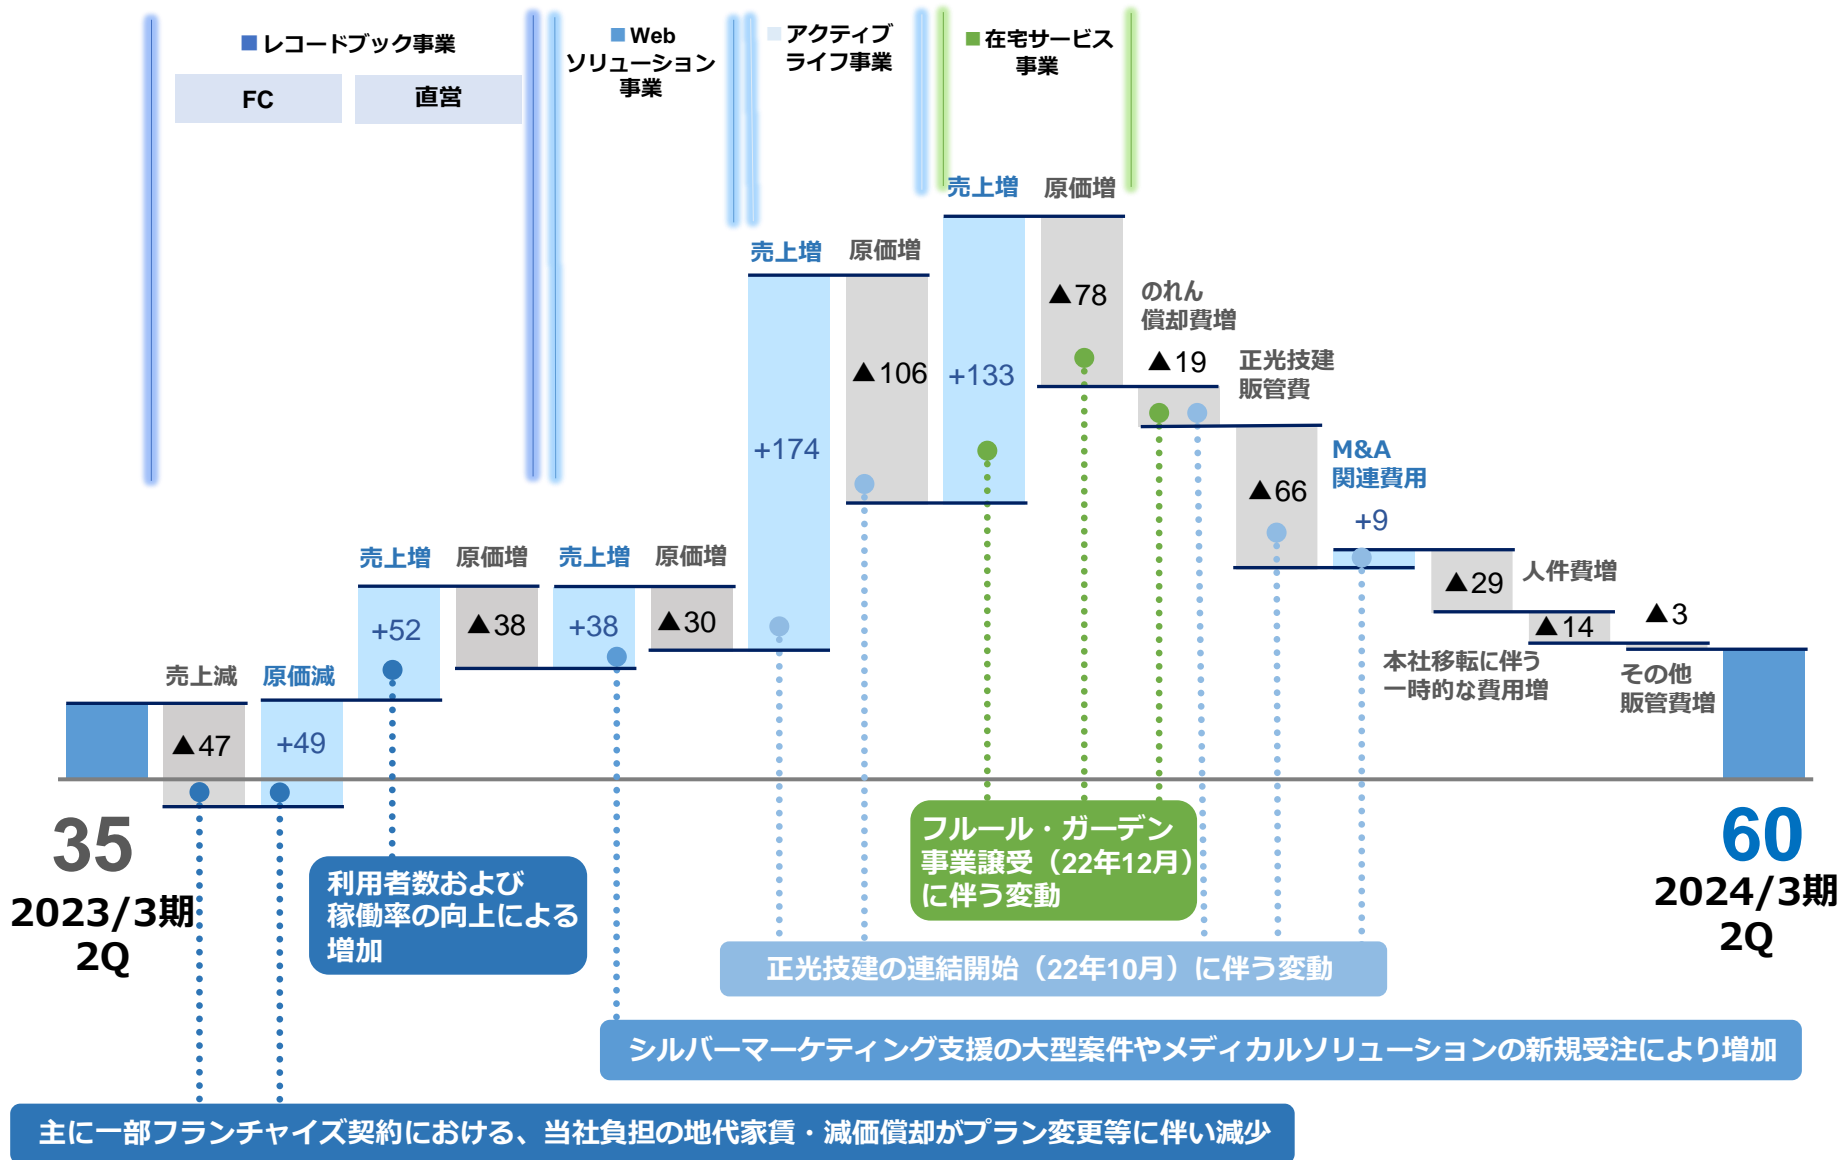 ■ レコードブック事業
FC
直営
■ Web
ソリューション
事業
■ アクティブ
ライフ事業
■ 在宅サービス
事業
売上減
▲47
原価減
+49
売上増
+52
原価増
▲38
売上増
+38
原価増
▲30
売上増
+174
原価増
▲106
売上増
+133
原価増
▲78
のれん
償却費増
▲19
正光技建
販管費
▲66
M&A
関連費用
+9
▲29
人件費増
▲14
本社移転に伴う
一時的な費用増
▲3
その他
販管費増
35
2023/3期
2Q
60
2024/3期
2Q
利用者数および
稼働率の向上による
増加
フルール・ガーデン
事業譲受（22年12月）
に伴う変動
正光技建の連結開始（22年10月）に伴う変動
シルバーマーケティング支援の大型案件やメディカルソリューションの新規受注により増加
主に一部フランチャイズ契約における、当社負担の地代家賃・減価償却がプラン変更等に伴い減少